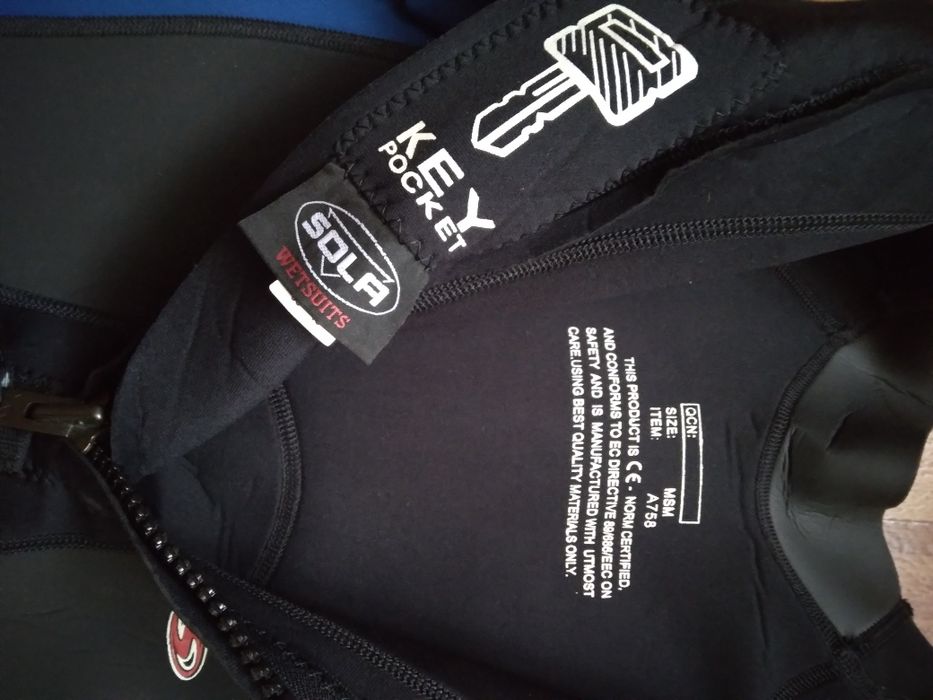 KEY
POCKET
SOLA
WETSUITS
QCN:
SIZE: MSM
ITEM: A758
THIS PRODUCT IS CE - NORM CERTIFIED,
AND CONFORMS TO EC DIRECTIVE 89/686/EEC ON
SAFETY AND IS MANUFACTURED WITH UTMOST
CARE.USING BEST QUALITY MATERIALS ONLY.